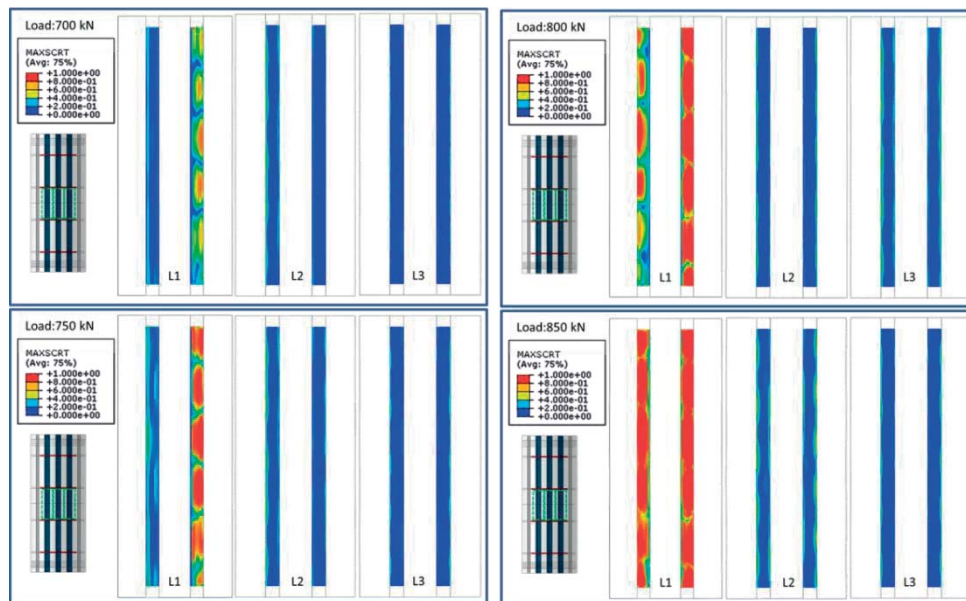 Load:700 kN
MAXSCRT
(Avg: 75%)
+1.000e+00
+8.000e-01
+6.000e-01
+4.000e-01
+2.000e-01
+0.000e+00
L1
L2
L3
Load:800 kN
MAXSCRT
(Avg: 75%)
+1.000e+00
+8.000e-01
+6.000e-01
+4.000e-01
+2.000e-01
+0.000e+00
L1
L2
L3
Load:750 kN
MAXSCRT
(Avg: 75%)
+1.000e+00
+8.000e-01
+6.000e-01
+4.000e-01
+2.000e-01
+0.000e+00
L1
L2
L3
Load:850 kN
MAXSCRT
(Avg: 75%)
+1.000e+00
+8.000e-01
+6.000e-01
+4.000e-01
+2.000e-01
+0.000e+00
L1
L2
L3